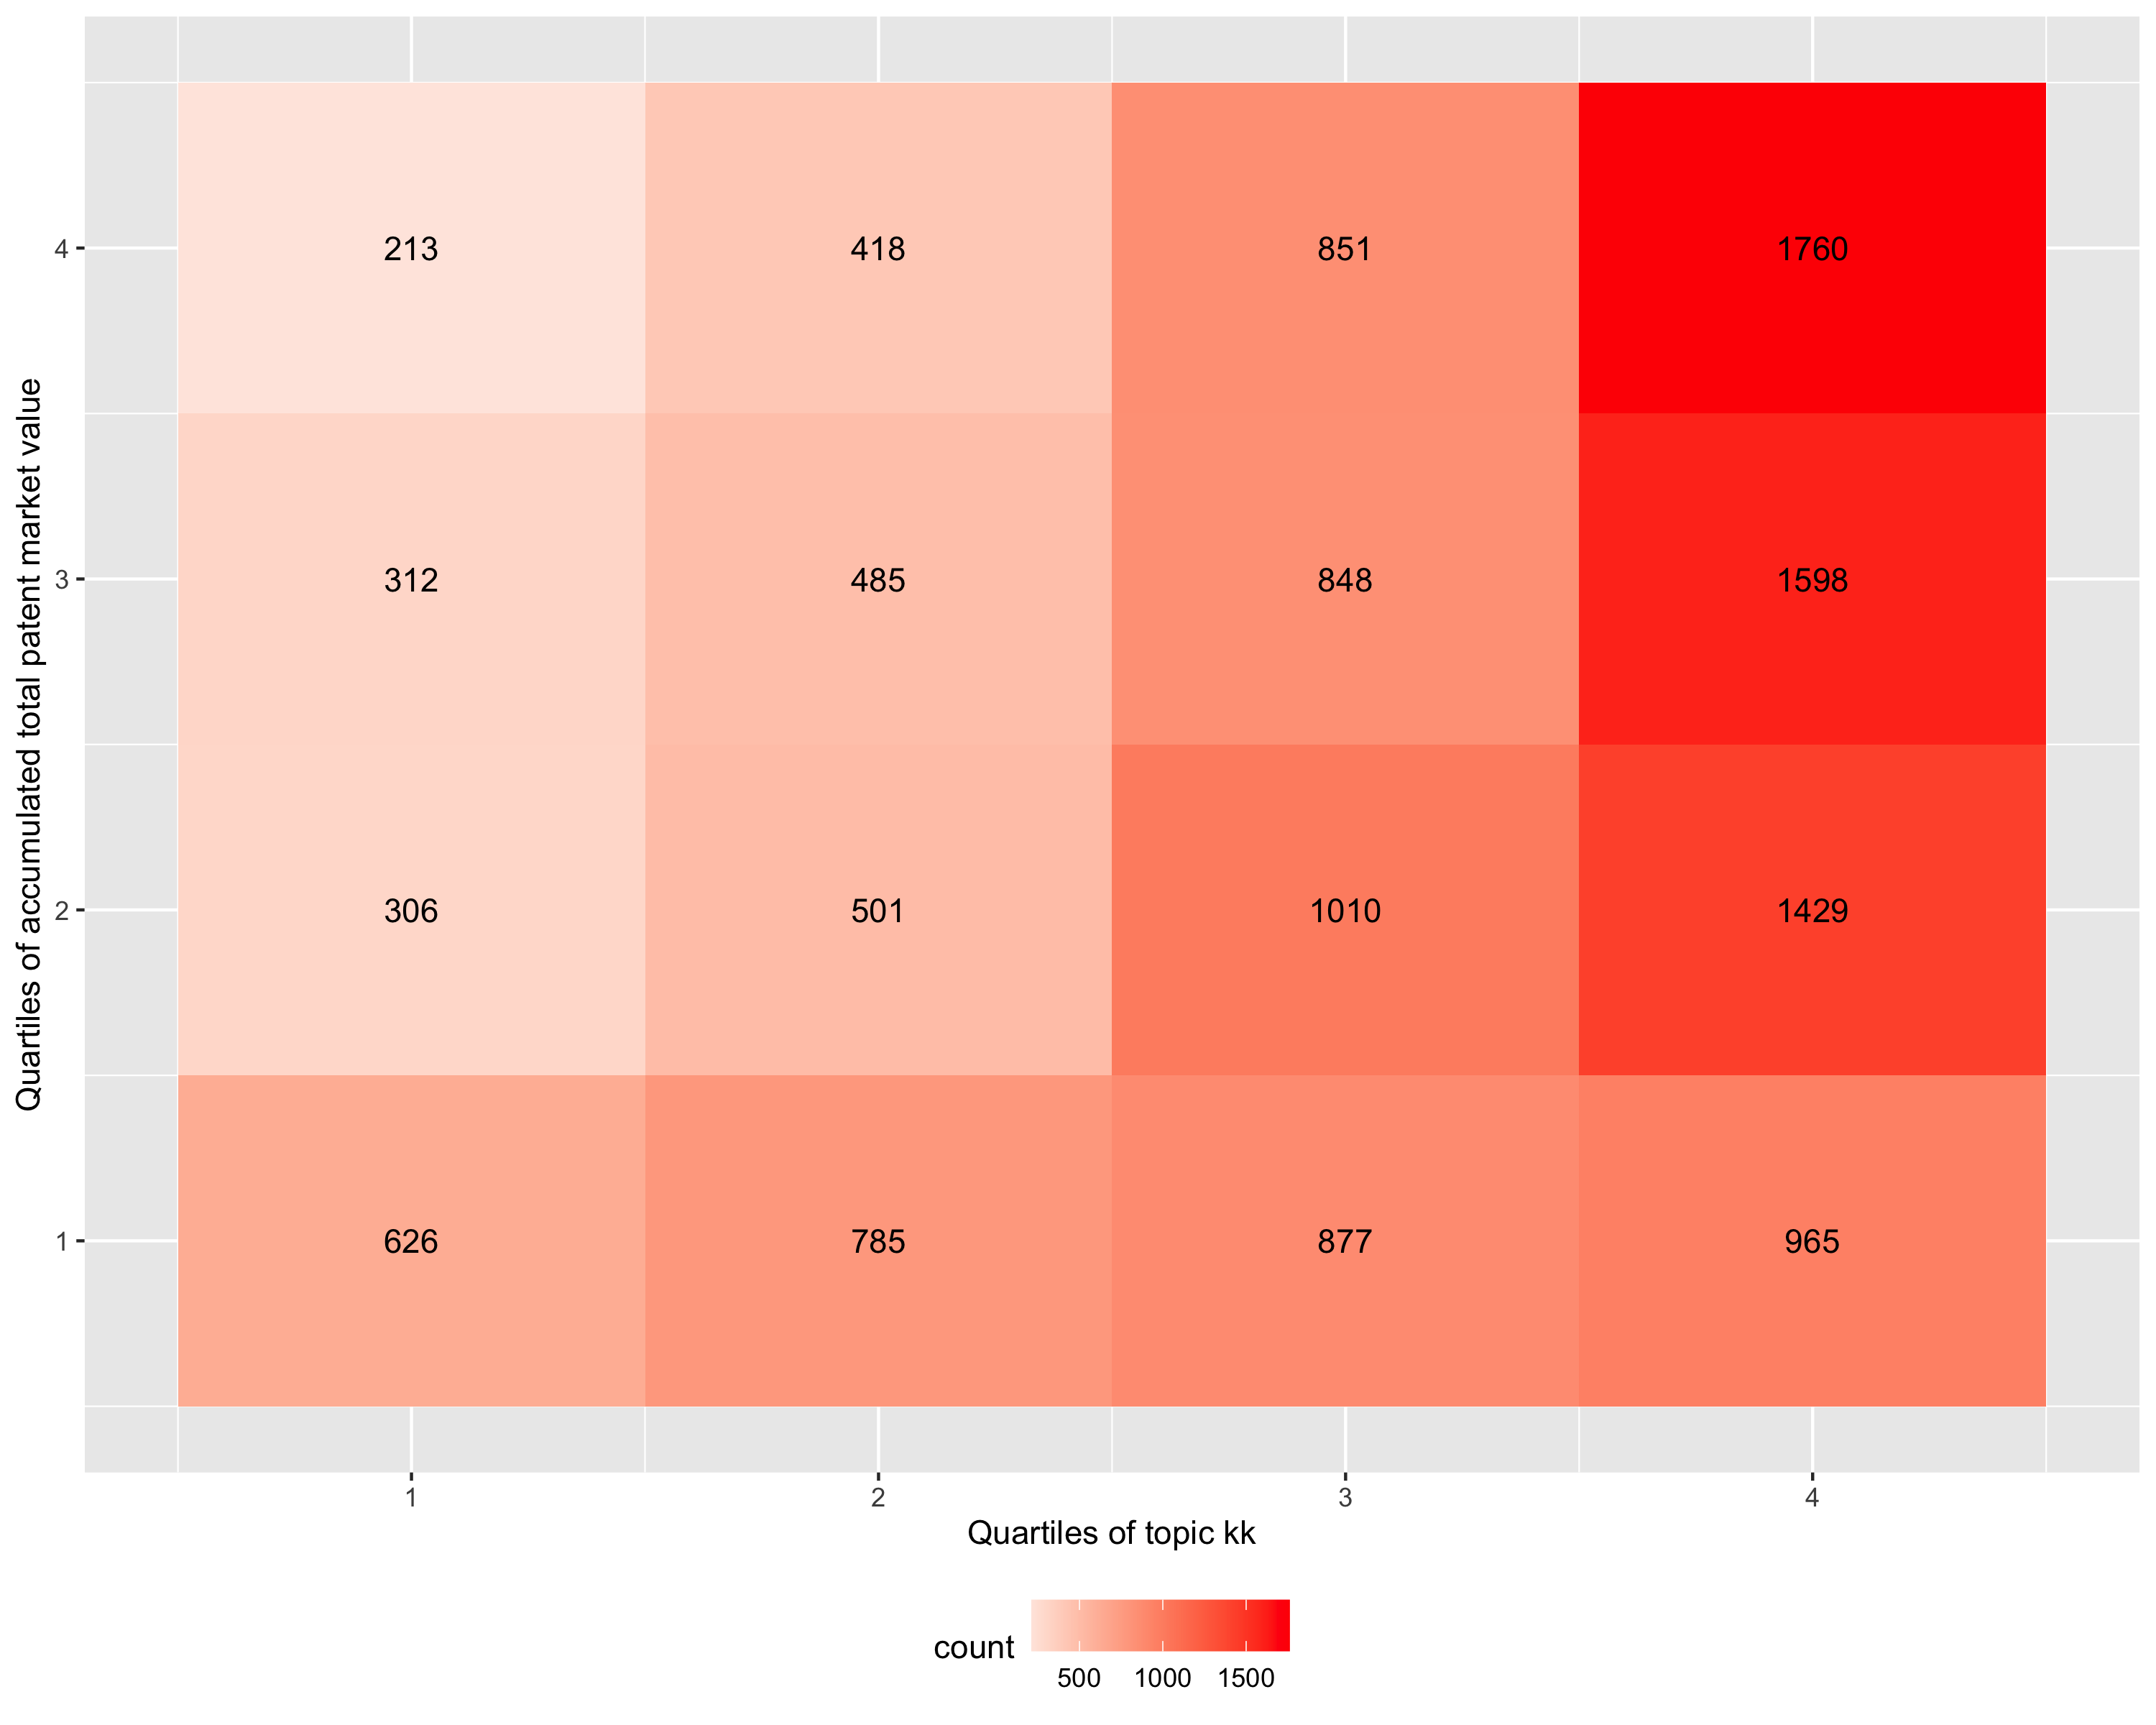 Quartiles of accumulated total patent market value
4
213 418 851 1760
3
312 485 848 1598
2
306 501 1010 1429
1
626 785 877 965
1 2 3 4
Quartiles of topic kk
count
500 1000 1500